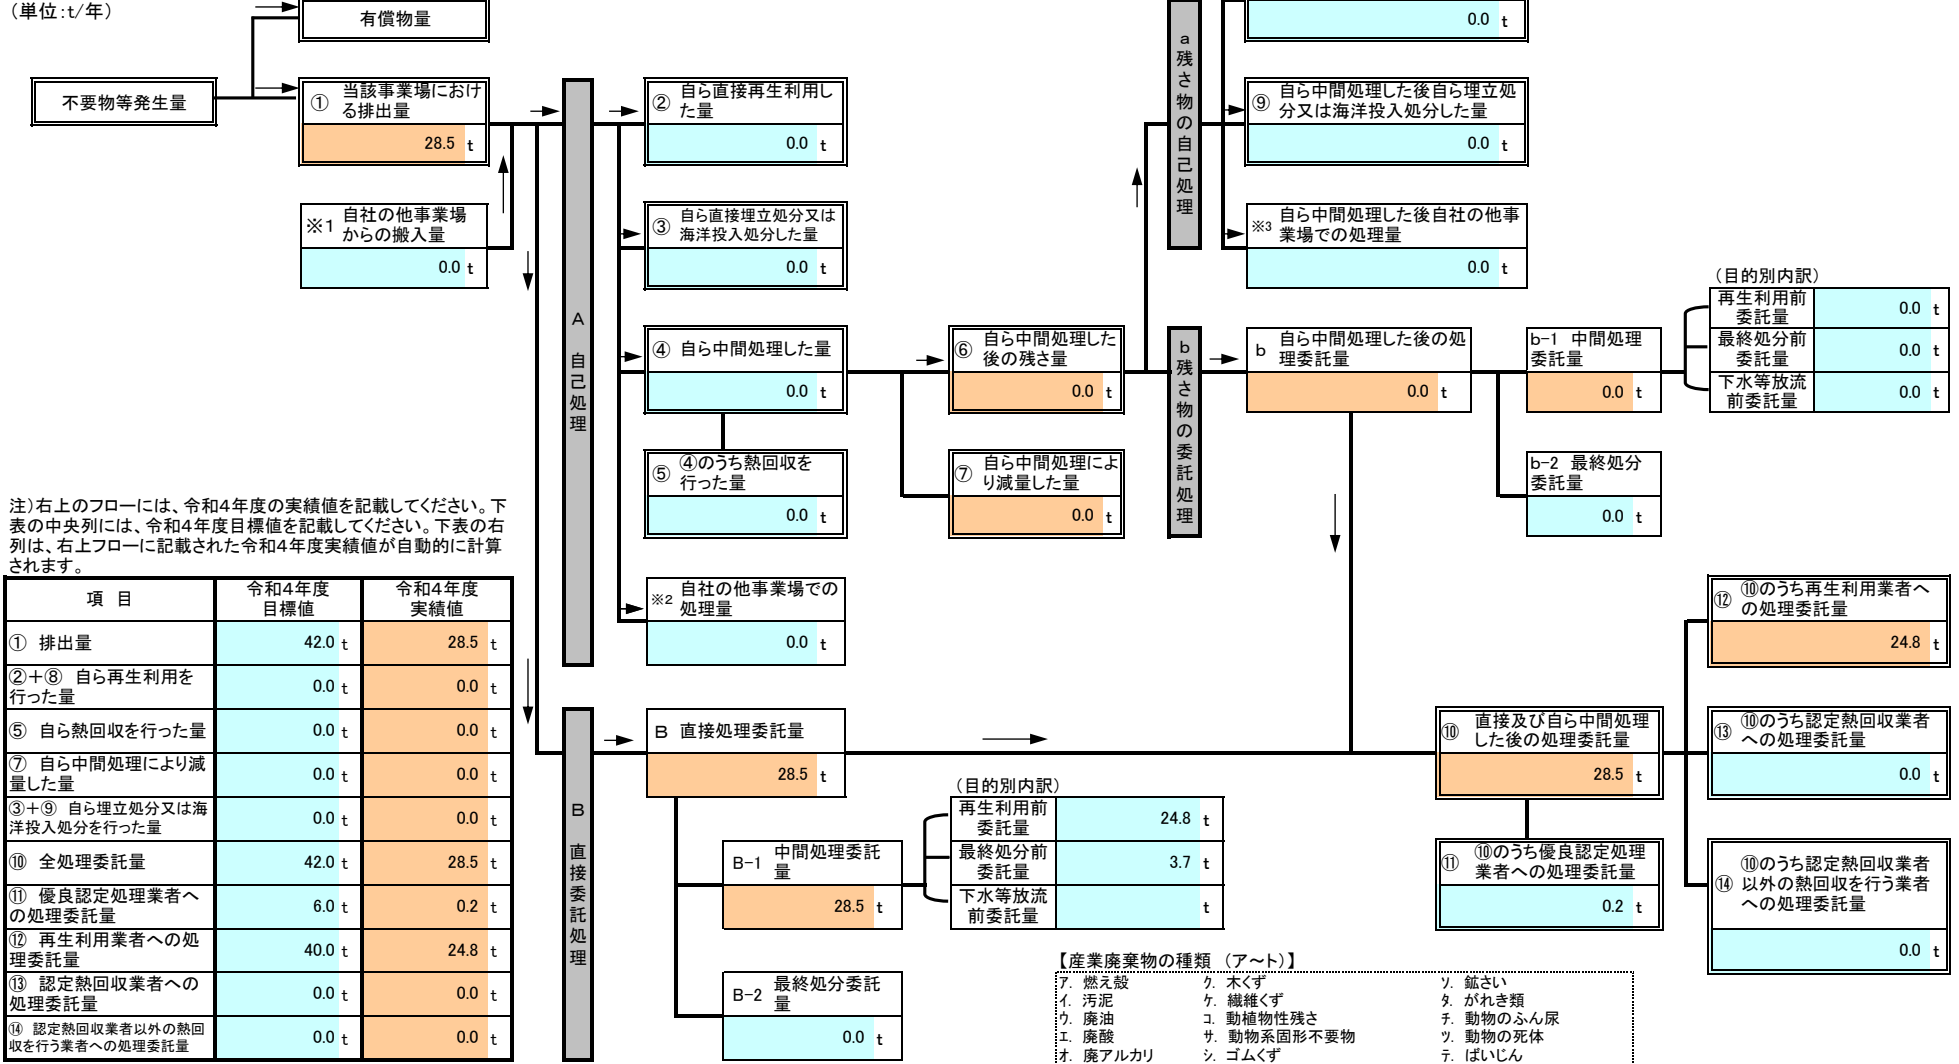 （単位:t/年）
有償物量
不要物等発生量
① 当該事業場におけ
る排出量
28.5 t
※1 自社の他事業場
からの搬入量
0.0 t
A 自己処理
② 自ら直接再生利用し
た量
0.0 t
③ 自ら直接埋立処分又は
海洋投入処分した量
0.0 t
④ 自ら中間処理した量
0.0 t
⑤ ④のうち熱回収を
行った量
0.0 t
※2 自社の他事業場での
処理量
0.0 t
⑥ 自ら中間処理した
後の残さ量
0.0 t
⑦ 自ら中間処理によ
り減量した量
0.0 t
a 残さ物の自己処理
0.0 t
⑨ 自ら中間処理した後自ら埋立処
分又は海洋投入処分した量
0.0 t
※3 自ら中間処理した後自社の他事
業場での処理量
0.0 t
b 残さ物の委託処理
b 自ら中間処理した後の処
理委託量
0.0 t
b-1 中間処理
委託量
0.0 t
b-2 最終処分
委託量
0.0 t
（目的別内訳）
再生利用前
委託量
0.0 t
最終処分前
委託量
0.0 t
下水等放流
前委託量
0.0 t
注）右上のフローには、令和４年度の実績値を記載してください。下
表の中央列には、令和４年度目標値を記載してください。下表の右
列は、右上フローに記載された令和４年度実績値が自動的に計算
されます。
項 目 令和４年度 令和４年度
目標値 実績値
① 排出量 42.0 t 28.5 t
②＋⑧ 自ら再生利用を
行った量 0.0 t 0.0 t
⑤ 自ら熱回収を行った量 0.0 t 0.0 t
⑦ 自ら中間処理により減
量した量 0.0 t 0.0 t
③＋⑨ 自ら埋立処分又は海
洋投入処分を行った量 0.0 t 0.0 t
⑩ 全処理委託量 42.0 t 28.5 t
⑪ 優良認定処理業者へ
の処理委託量 6.0 t 0.2 t
⑫ 再生利用業者への処
理委託量 40.0 t 24.8 t
⑬ 認定熱回収業者への
処理委託量 0.0 t 0.0 t
⑭ 認定熱回収業者以外の熱回
収を行う業者への処理委託量 0.0 t 0.0 t
B 直接委託処理
B 直接処理委託量
28.5 t
B-1 中間処理委託
量
28.5 t
B-2 最終処分委託
量
0.0 t
（目的別内訳）
再生利用前
委託量
24.8 t
最終処分前
委託量
3.7 t
下水等放流
前委託量
t
⑩ 直接及び自ら中間処理
した後の処理委託量
28.5 t
⑪ ⑩のうち優良認定処理
業者への処理委託量
0.2 t
⑫ ⑩のうち再生利用業者へ
の処理委託量
24.8 t
⑬ ⑩のうち認定熱回収業者
への処理委託量
0.0 t
⑭ ⑩のうち認定熱回収業者
以外の熱回収を行う業者
への処理委託量
0.0 t
【産業廃棄物の種類 （ア〜ト）】
ア. 燃え殻 ク. 木くず ソ. 鉱さい
イ. 汚泥 ケ. 繊維くず タ. がれき類
ウ. 廃油 コ. 動植物性残さ チ. 動物のふん尿
エ. 廃酸 サ. 動物系固形不要物 ツ. 動物の死体
オ. 廃アルカリ シ. ゴムくず テ. ばいじん